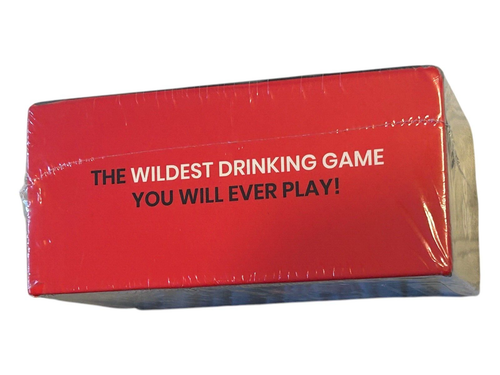 THE WILDEST DRINKING GAME
YOU WILL EVER PLAY!